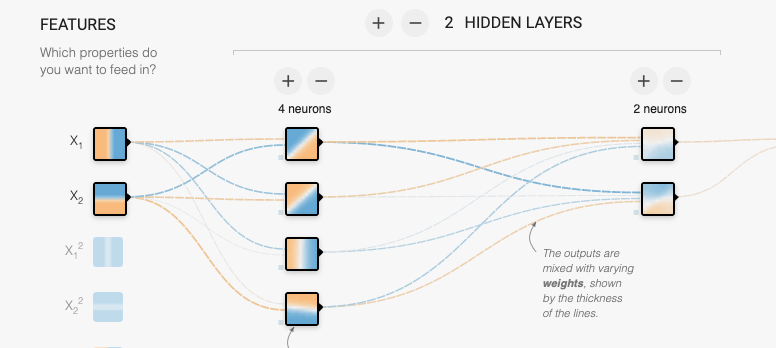 FEATURES
Which properties do
you want to feed in?
+ − 2 HIDDEN LAYERS
+ −
4 neurons
+ −
2 neurons
X₁
X₂
X₁²
X₂²
The outputs are
mixed with varying
weights, shown
by the thickness
of the lines.